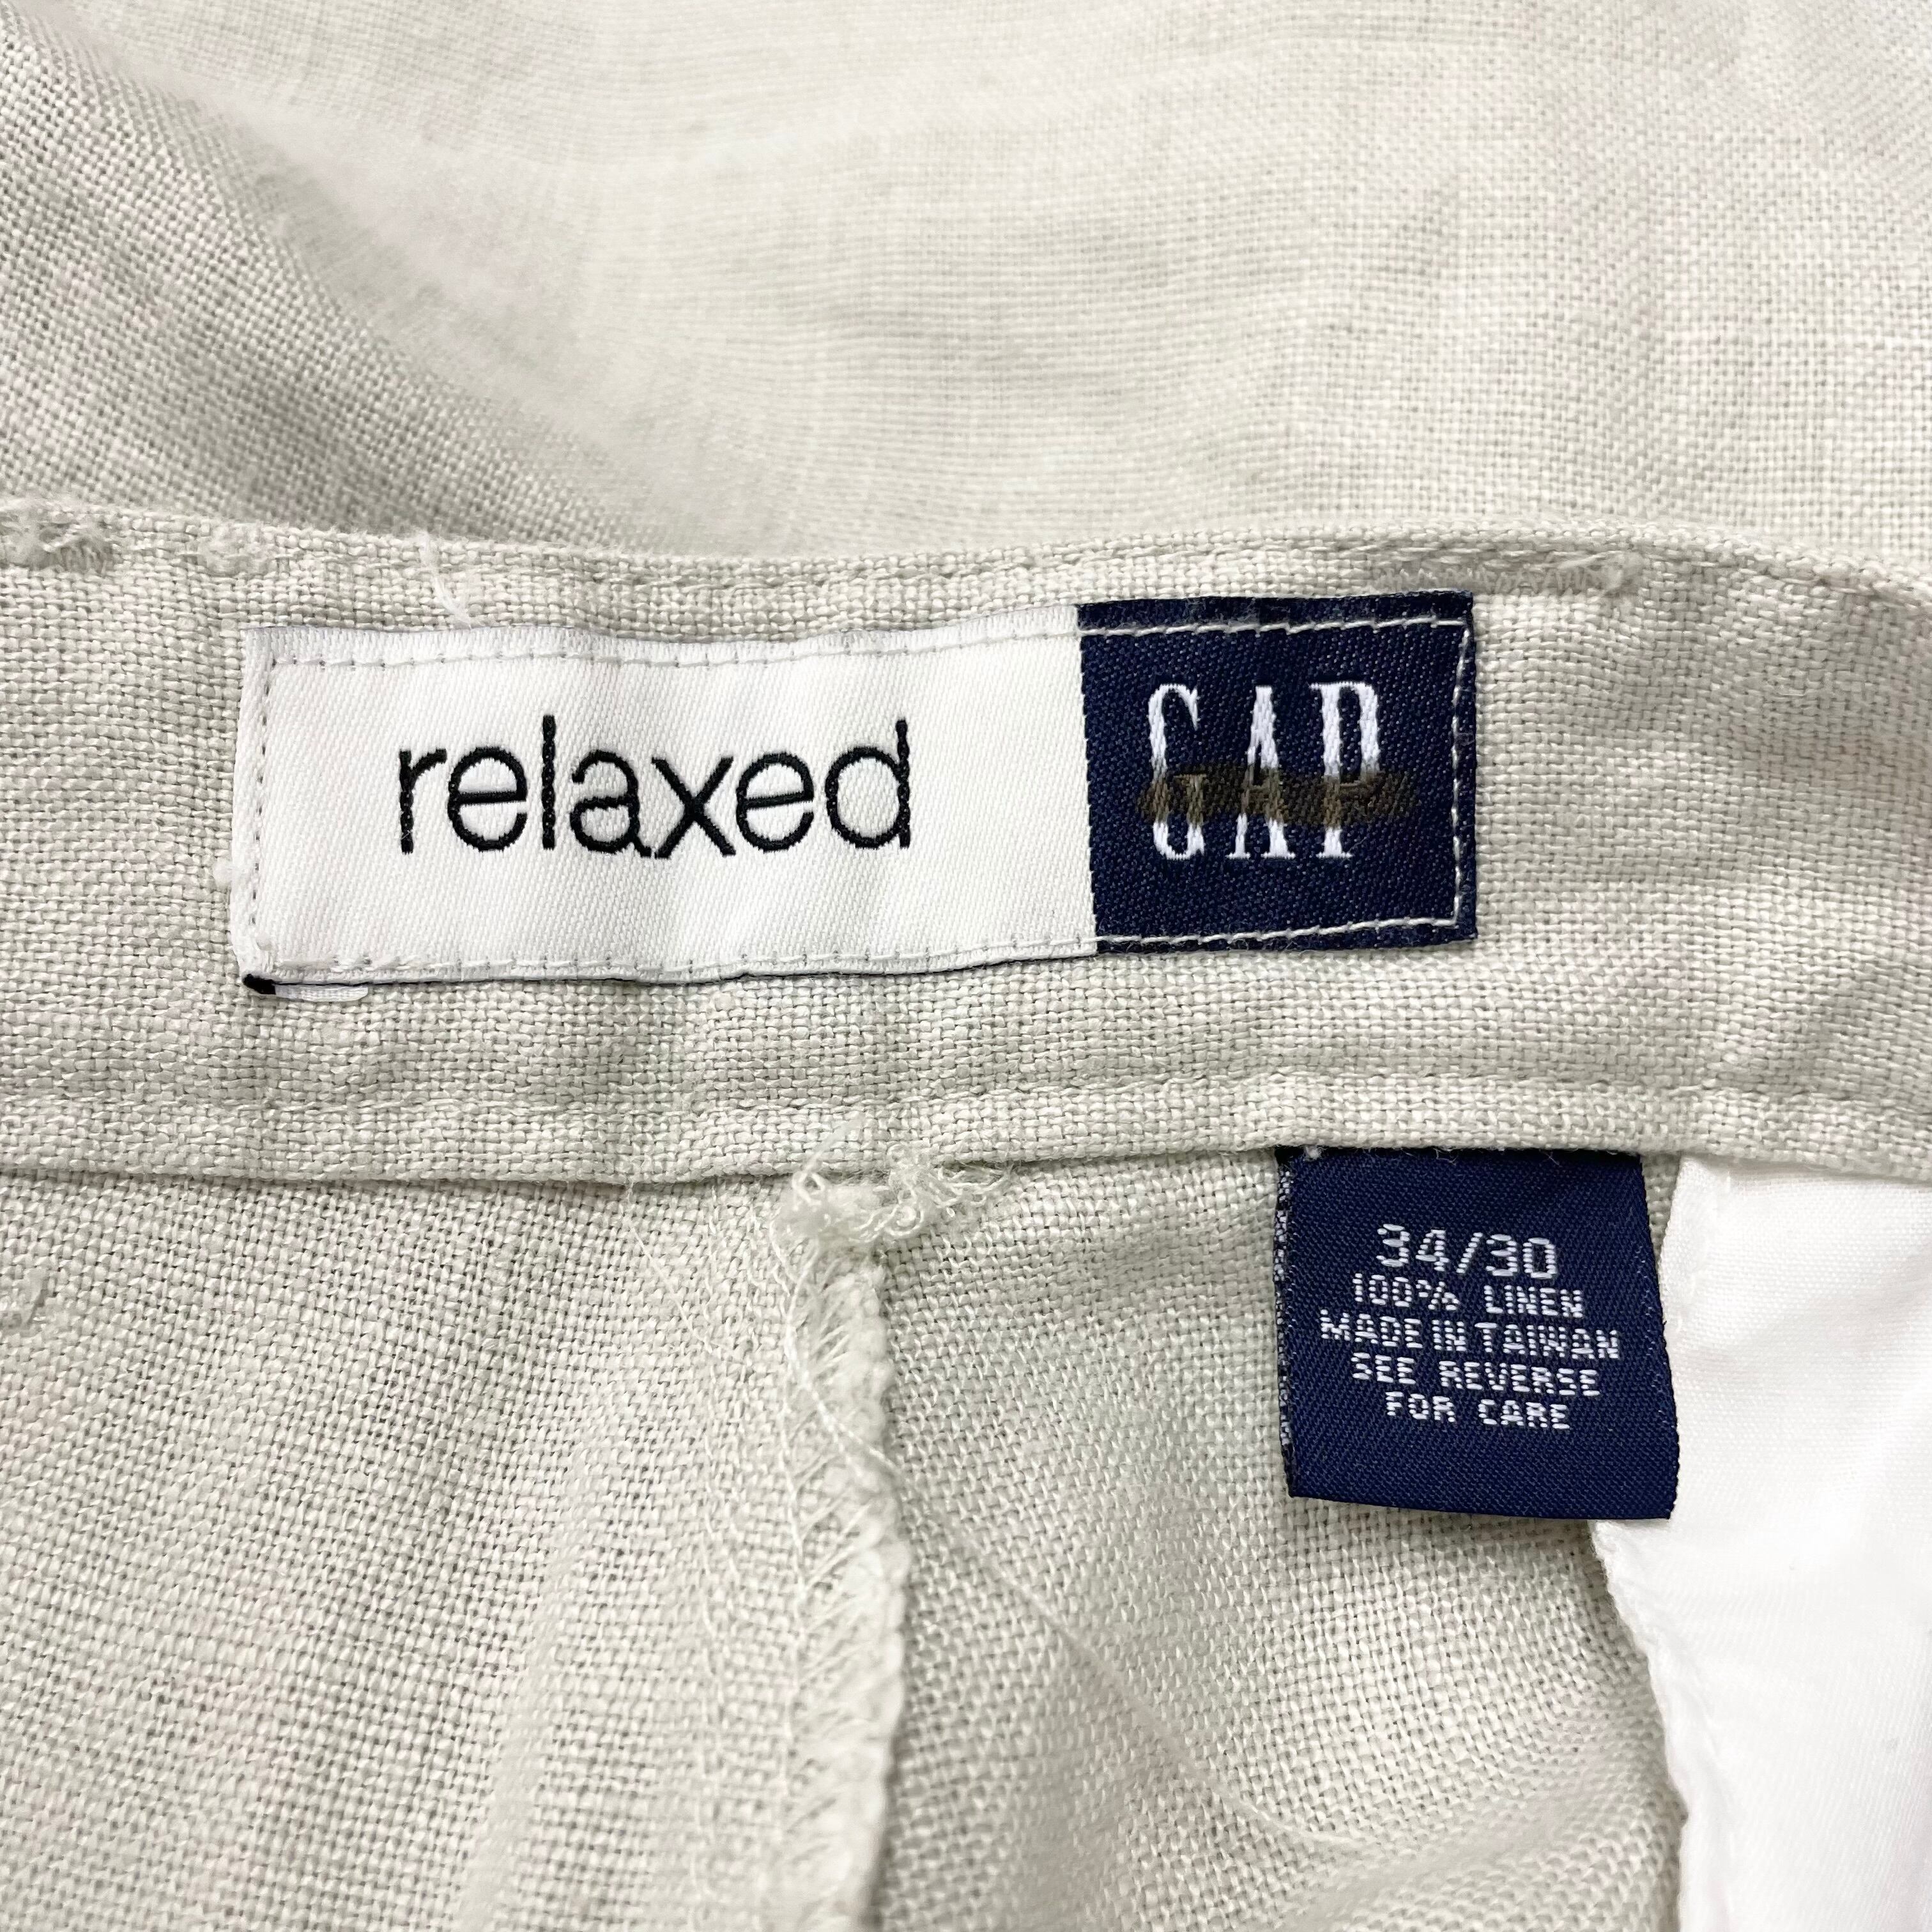 relaxed GAP
34/30
100% LINEN
MADE IN TAIWAN
SEE REVERSE
FOR CARE